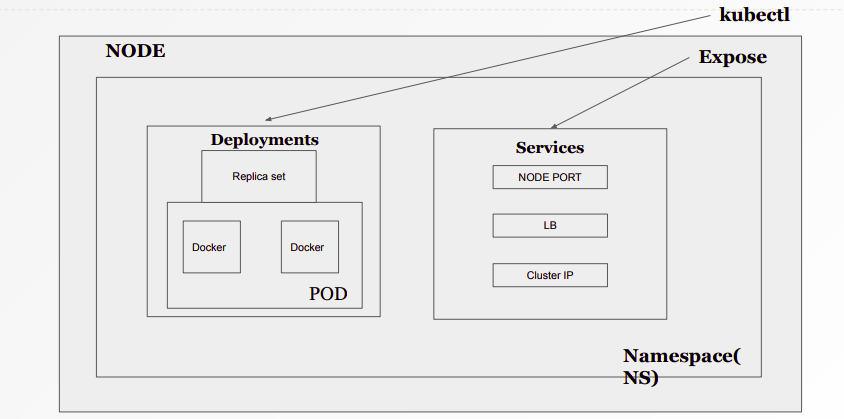 kubectl
NODE
Expose
Deployments
Replica set
Docker
Docker
POD
Services
NODE PORT
LB
Cluster IP
Namespace(
NS)